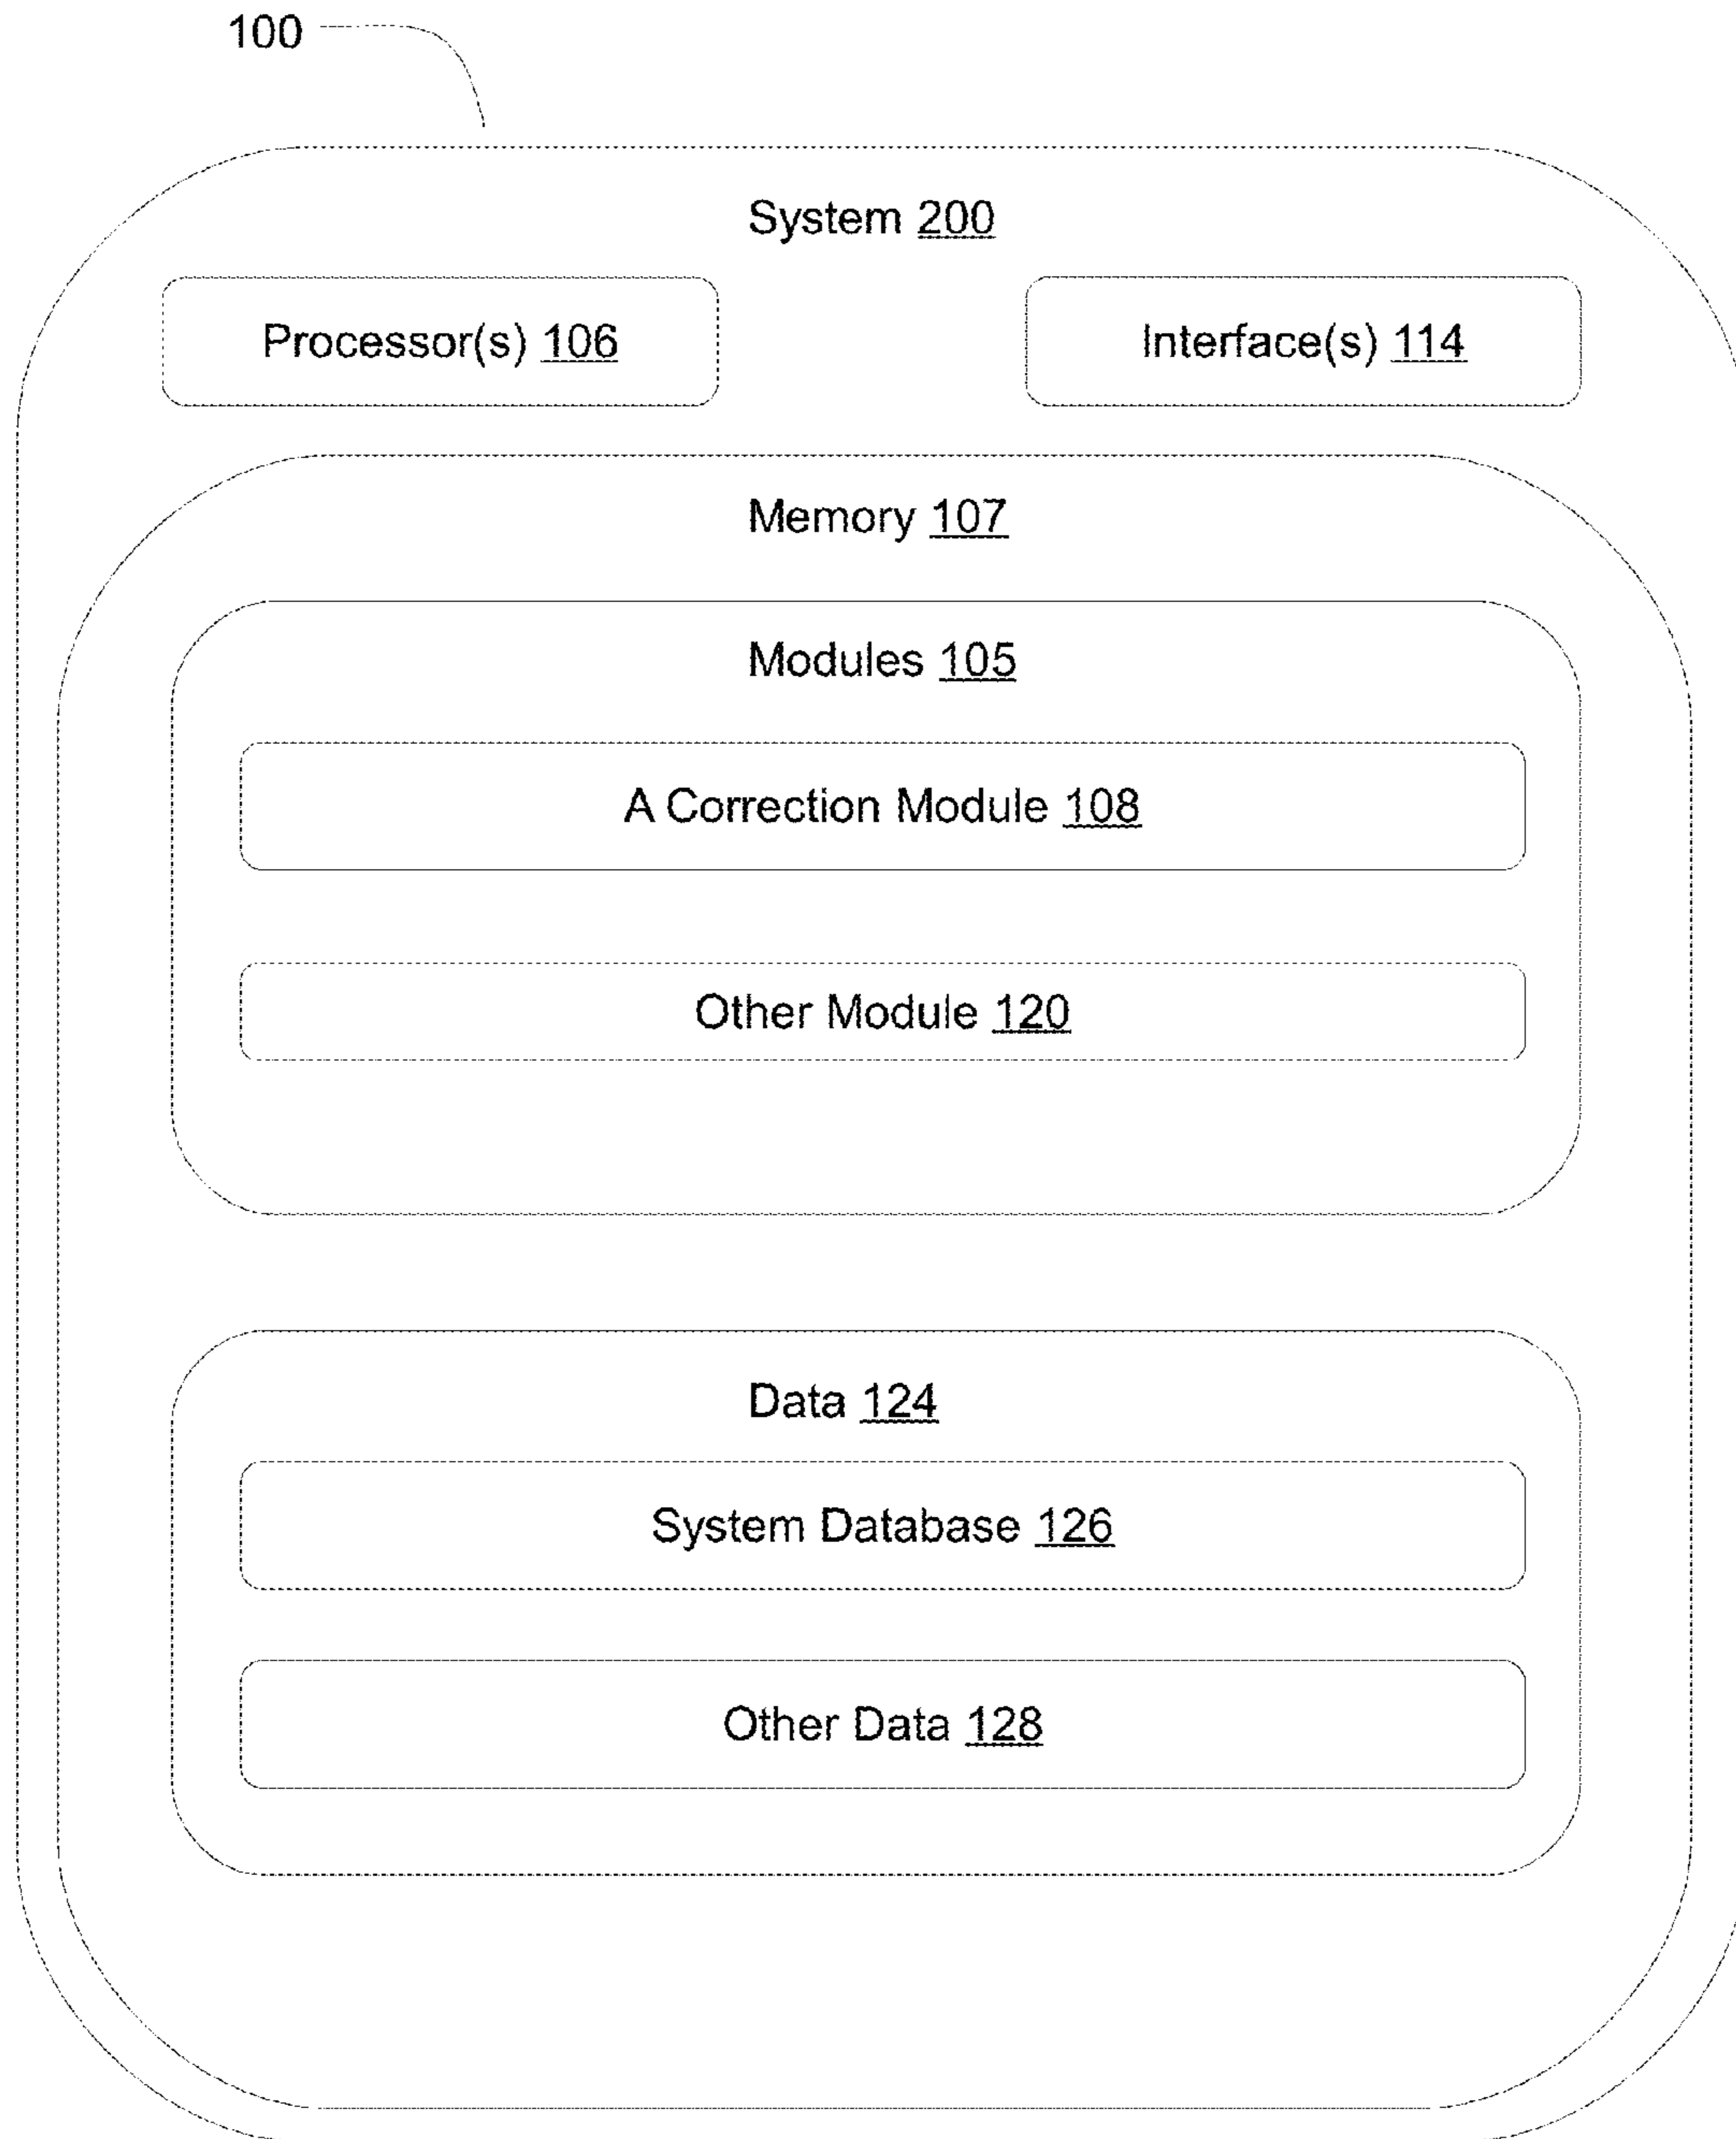 100
System 200
Processor(s) 106
Interface(s) 114
Memory 107
Modules 105
A Correction Module 108
Other Module 120
Data 124
System Database 126
Other Data 128